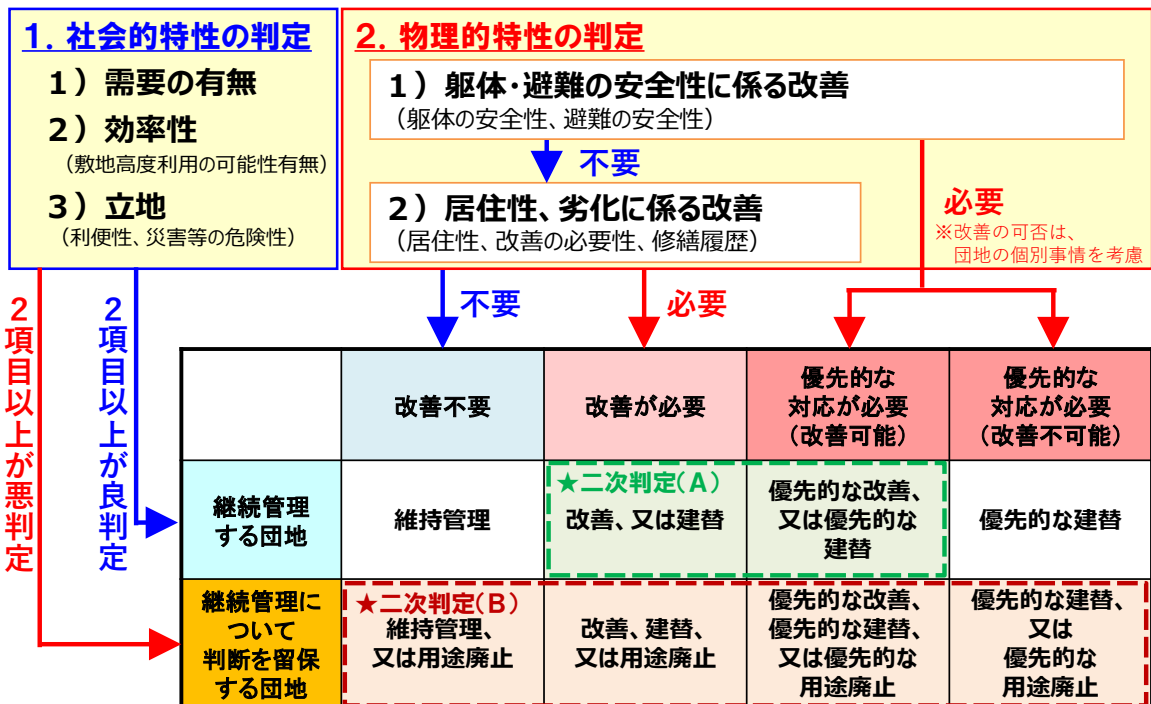 1. 社会的特性の判定
1）需要の有無
2）効率性
（敷地高度利用の可能性有無）
3）立地
（利便性、災害等の危険性）
2. 物理的特性の判定
1）躯体・避難の安全性に係る改善
（躯体の安全性、避難の安全性）
不要
2）居住性、劣化に係る改善
（居住性、改善の必要性、修繕履歴）
必要
※改善の可否は、
団地の個別事情を考慮
2項目以上が悪判定
2項目以上が良判定
不要
必要
改善不要
改善が必要
優先的な
対応が必要
（改善可能）
優先的な
対応が必要
（改善不可能）
継続管理
する団地
維持管理
★二次判定(A)
改善、又は建替
優先的な改善、
又は優先的な
建替
優先的な建替
継続管理に
ついて
判断を留保
する団地
★二次判定(B)
維持管理、
又は用途廃止
改善、建替、
又は用途廃止
優先的な改善、
優先的な建替、
又は優先的な
用途廃止
優先的な建替、
又は
優先的な
用途廃止